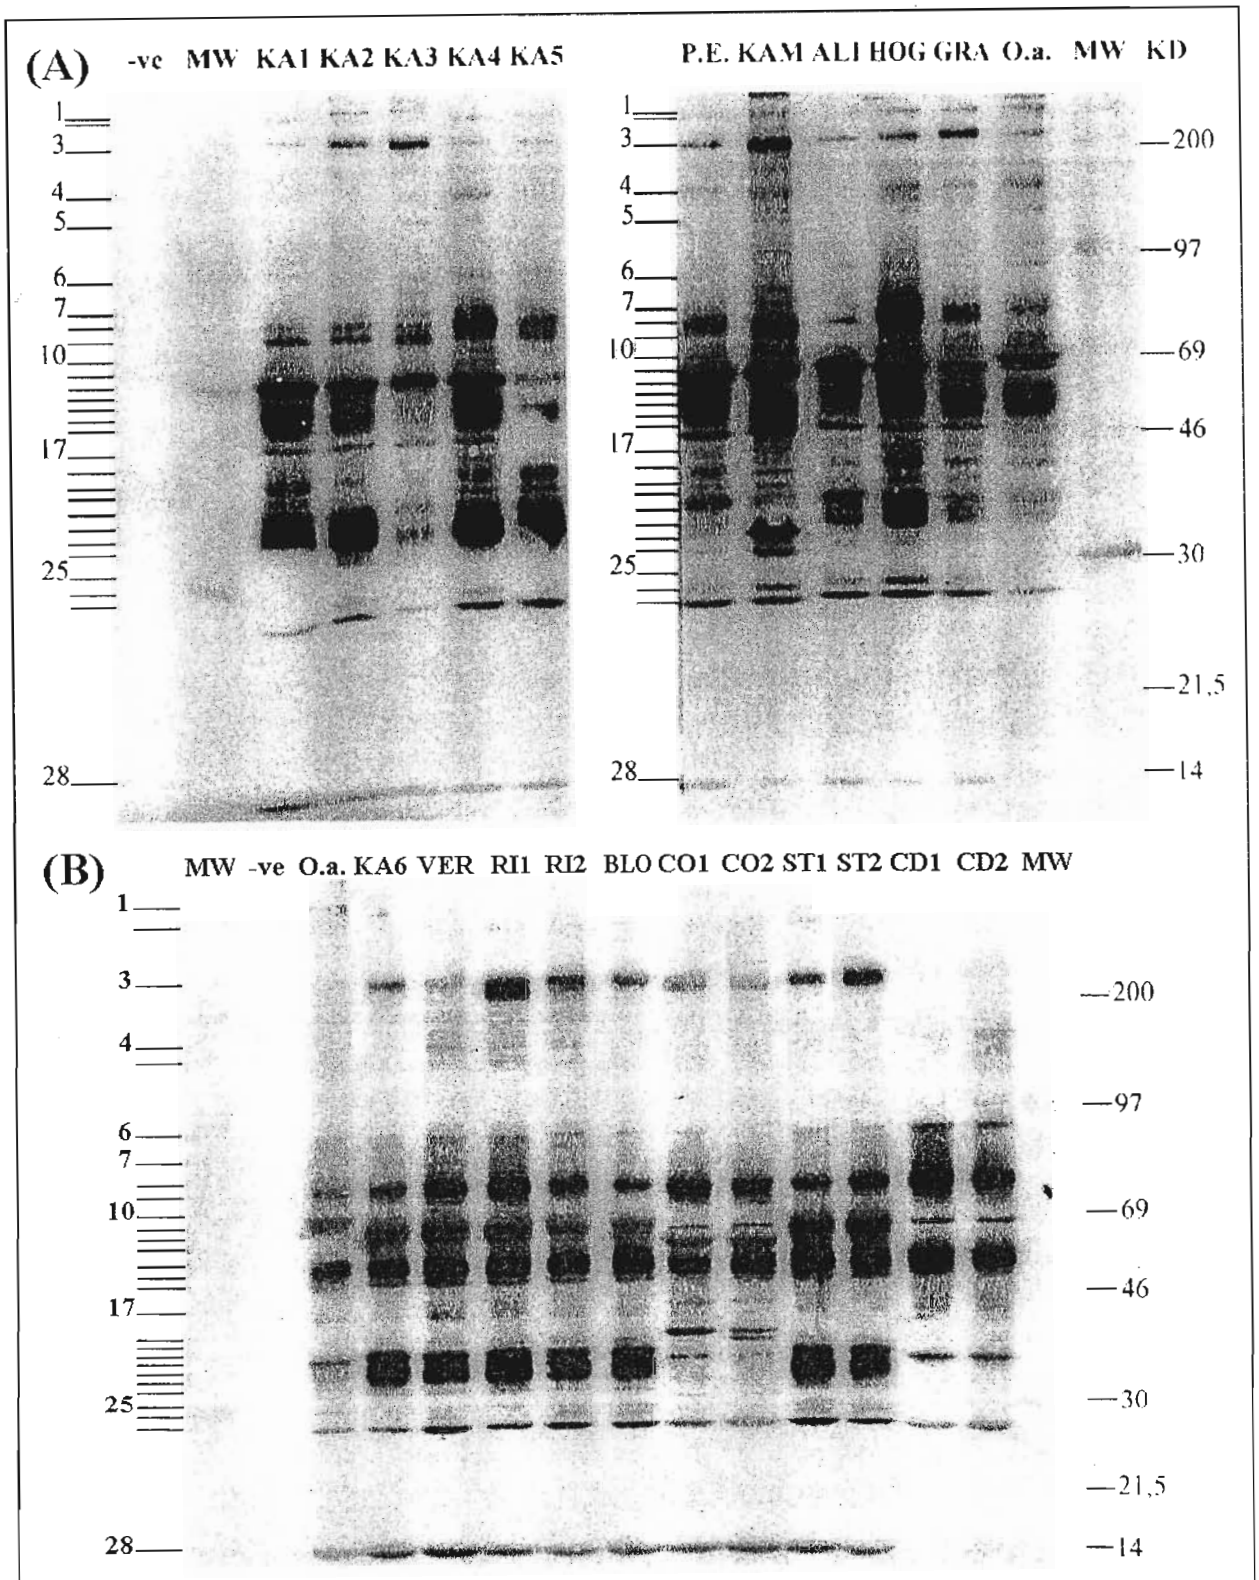 (A) -ve MW KA1 KA2 KA3 KA4 KA5 P.E. KAM ALI HOG GRA O.a. MW KD
1 1
3 3 200
4 4
5 5
97
6 6
7 7
10 10 69
17 17 46
25 25 30
21,5
28 28 14
(B) MW -ve O.a. KA6 VER RI1 RI2 BLO CO1 CO2 ST1 ST2 CD1 CD2 MW
1
3 200
4
97
6
7
10 69
46
17
25 30
21,5
28 14